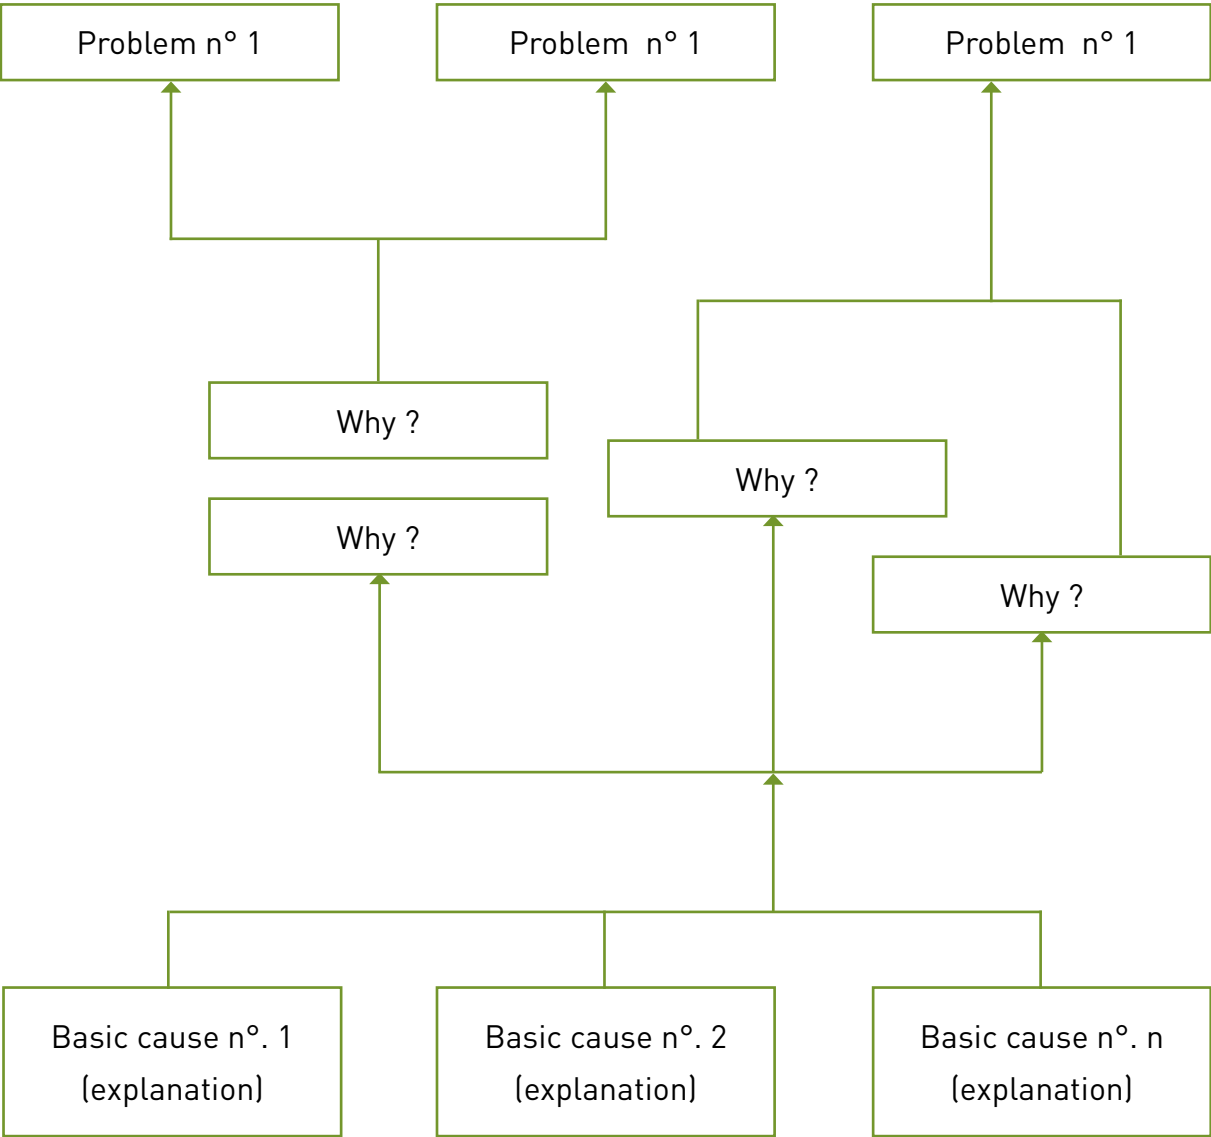 Problem n° 1
Problem n° 1
Problem n° 1
Why ?
Why ?
Why ?
Why ?
Basic cause n°. 1
(explanation)
Basic cause n°. 2
(explanation)
Basic cause n°. n
(explanation)